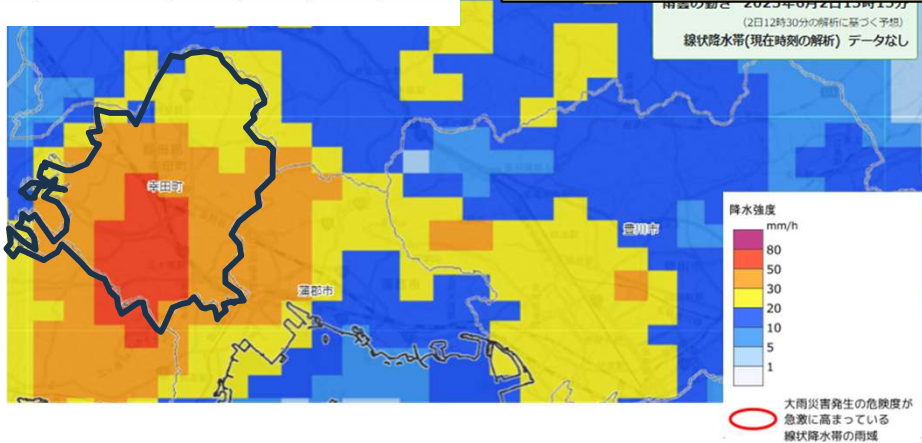 雨雲の動き 2023年6月2日13時15分
(2日12時30分の解析に基づく予想)
線状降水帯(現在時刻の解析) データなし
幸田町
豊川市
蒲郡市
降水強度
mm/h
80
50
30
20
10
5
1
大雨災害発生の危険度が
急激に高まっている
線状降水帯の雨域